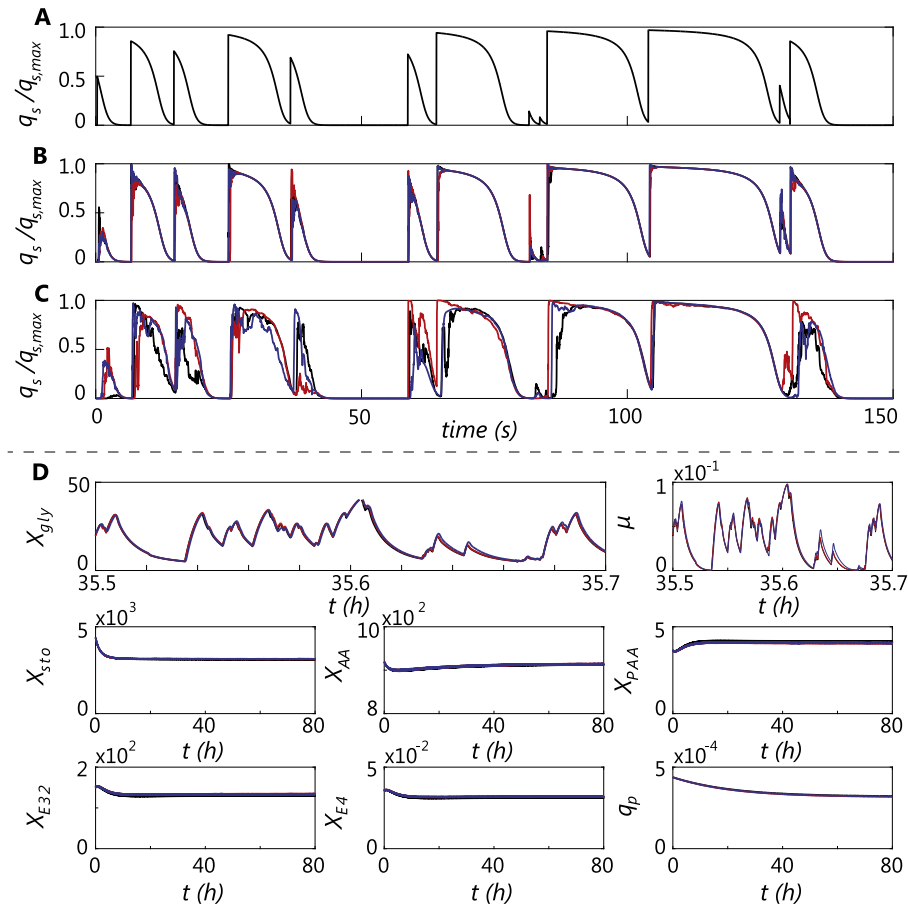 A
q_s /q_s,max
1.0
0.5
0
B
q_s /q_s,max
1.0
0.5
0
C
q_s /q_s,max
1.0
0.5
0
0 50 100 150
time (s)
D
X_gly
50
0
35.5 35.6 35.7
t (h)
μ
x10^-1
1
0
35.5 35.6 35.7
t (h)
X_sto
x10^3
5
0
0 40 80
t (h)
X_AA
x10^2
10
8
0 40 80
t (h)
X_PAA
5
0
0 40 80
t (h)
X_E32
x10^2
2
0
0 40 80
t (h)
X_E4
x10^-2
5
0
0 40 80
t (h)
q_p
x10^-4
5
0
0 40 80
t (h)